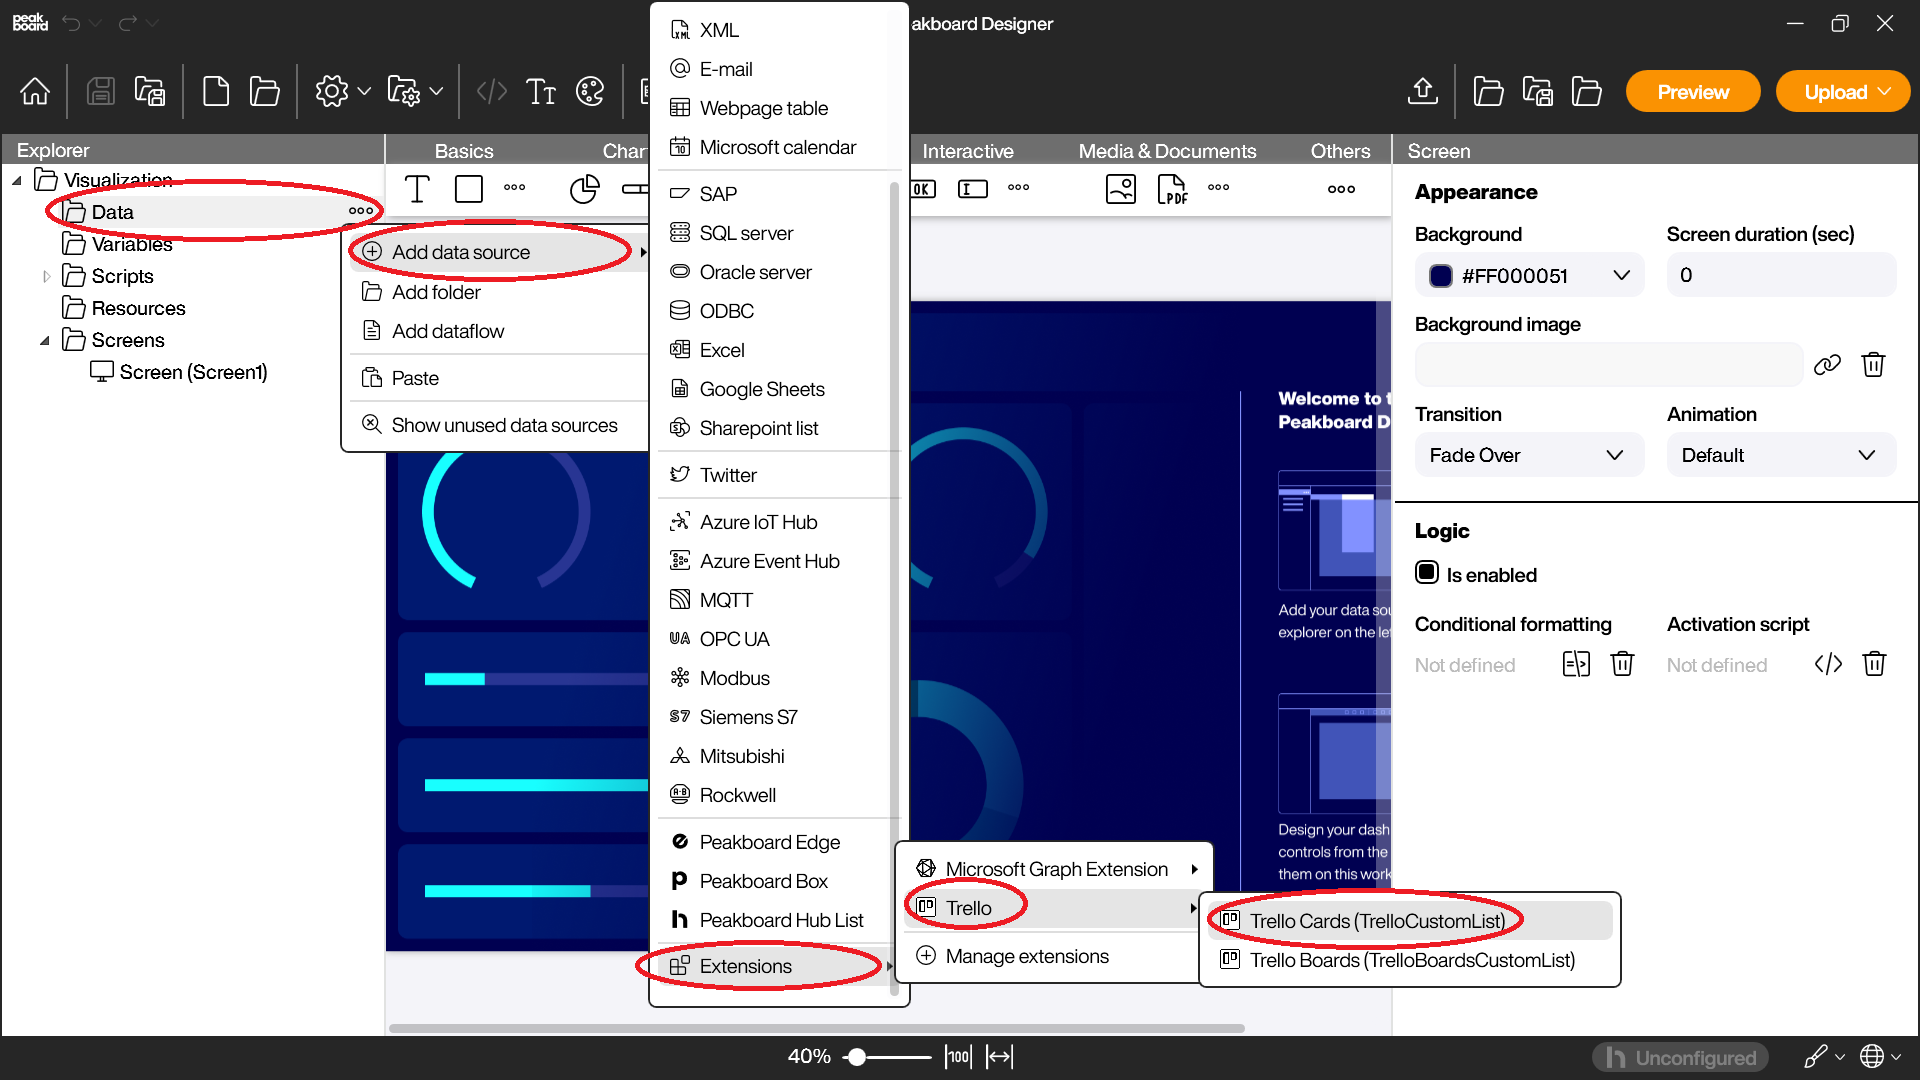 peak
board
akboard Designer
Preview
Upload
Explorer
Basics
Char
Interactive
Media & Documents
Others
Screen
Visualization
Data
Variables
Scripts
Resources
Screens
Screen (Screen1)
Add data source
Add folder
Add dataflow
Paste
Show unused data sources
XML
E-mail
Webpage table
Microsoft calendar
SAP
SQL server
Oracle server
ODBC
Excel
Google Sheets
Sharepoint list
Twitter
Azure IoT Hub
Azure Event Hub
MQTT
OPC UA
Modbus
Siemens S7
Mitsubishi
Rockwell
Peakboard Edge
Peakboard Box
Peakboard Hub List
Extensions
Microsoft Graph Extension
Trello
Manage extensions
Trello Cards (TrelloCustomList)
Trello Boards (TrelloBoardsCustomList)
Welcome to t
Peakboard D
Add your data sou
explorer on the le
Design your dash
controls from the
them on this work
Appearance
Background
Screen duration (sec)
#FF000051
0
Background image
Transition
Animation
Fade Over
Default
Logic
Is enabled
Conditional formatting
Activation script
Not defined
Not defined
40%
100
Unconfigured